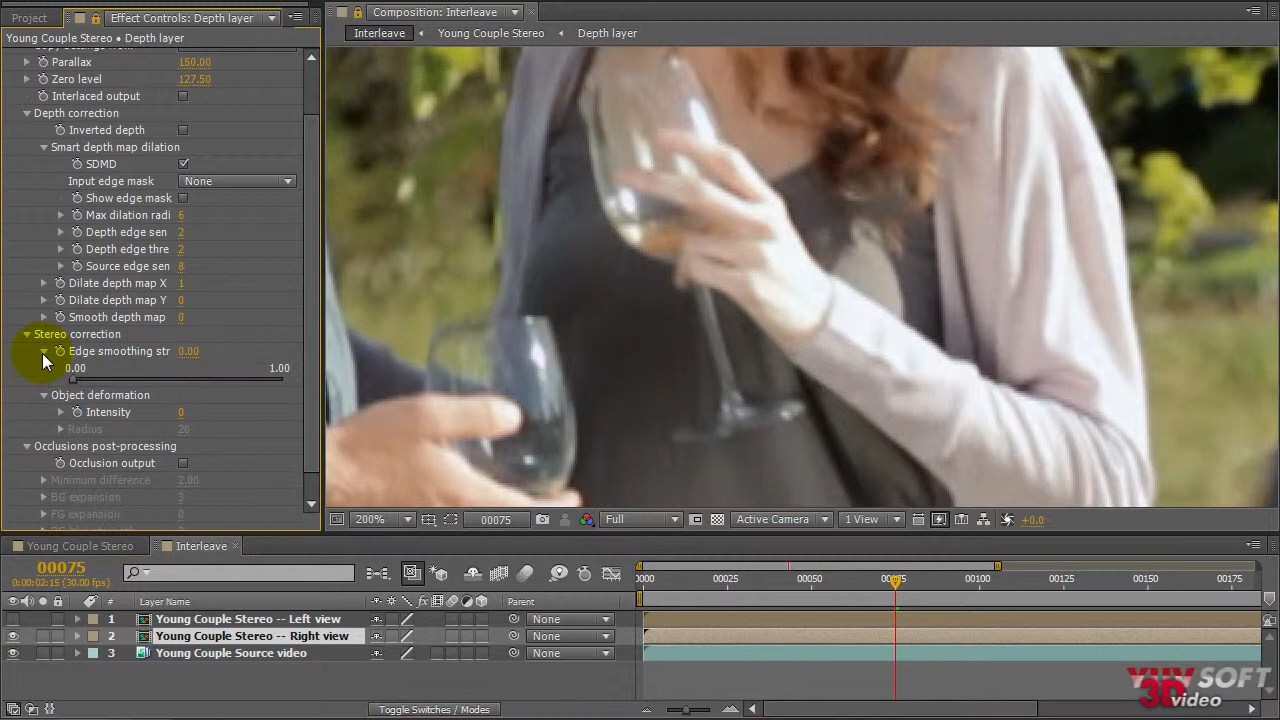 Project
Effect Controls: Depth layer
Young Couple Stereo • Depth layer
Parallax 150.00
Zero level 127.50
Interlaced output
Depth correction
Inverted depth
Smart depth map dilation
SDMD
Input edge mask None
Show edge mask
Max dilation radi 6
Depth edge sen 2
Depth edge thre 2
Source edge sen 8
Dilate depth map X 1
Dilate depth map Y 0
Smooth depth map 0
Stereo correction
Edge smoothing str 0.00
0.00 1.00
Object deformation
Intensity 0
Radius 20
Occlusions post-processing
Occlusion output
Minimum difference 2.00
BG expansion 3
FG expansion
Composition: Interleave
Interleave Young Couple Stereo Depth layer
200% 00075 Full Active Camera 1 View +0.0
Young Couple Stereo Interleave
00075
0:00:02:15 (30.00 fps)
0000 00025 00050 00075 00100 00125 00150 00175
# Layer Name Parent
1 Young Couple Stereo -- Left view None
2 Young Couple Stereo -- Right view None
3 Young Couple Source video None
Toggle Switches / Modes
YUVSOFT
3D video